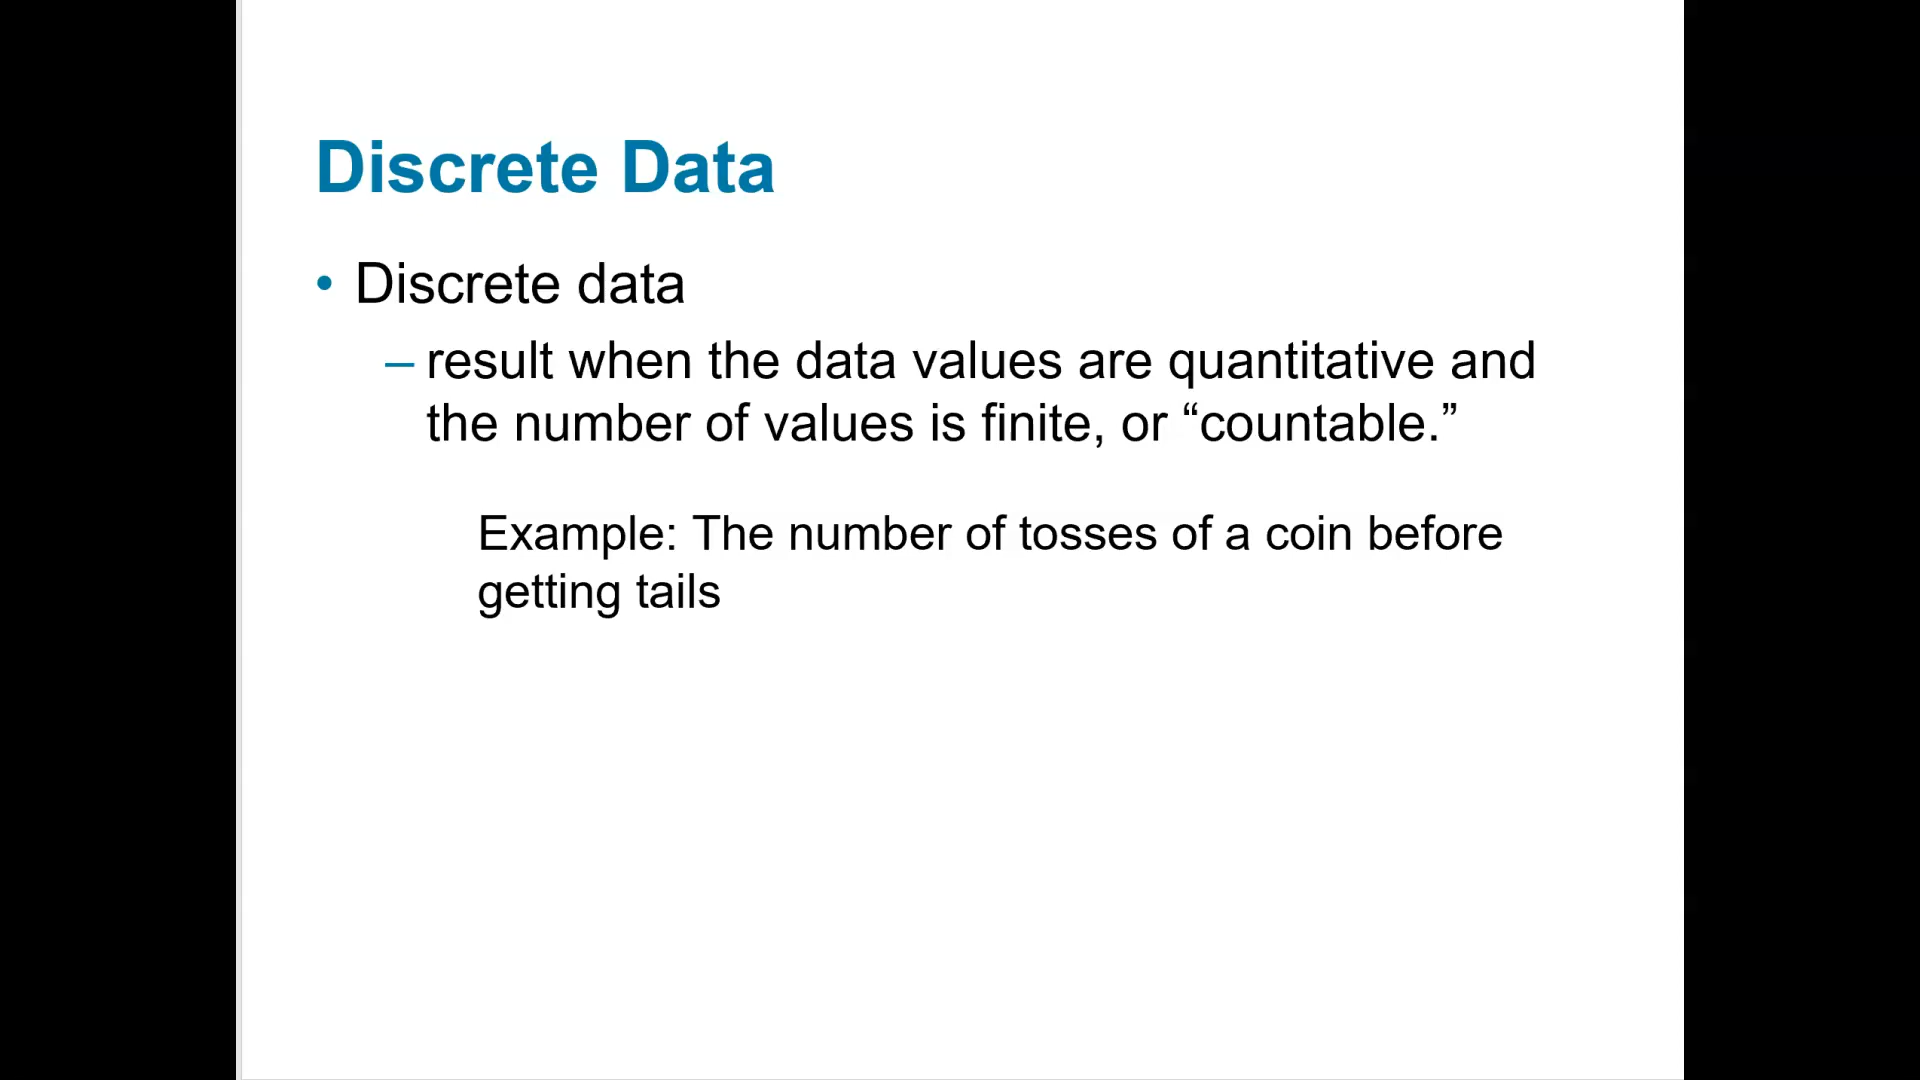 Discrete Data
• Discrete data
– result when the data values are quantitative and
the number of values is finite, or “countable.”
Example: The number of tosses of a coin before
getting tails